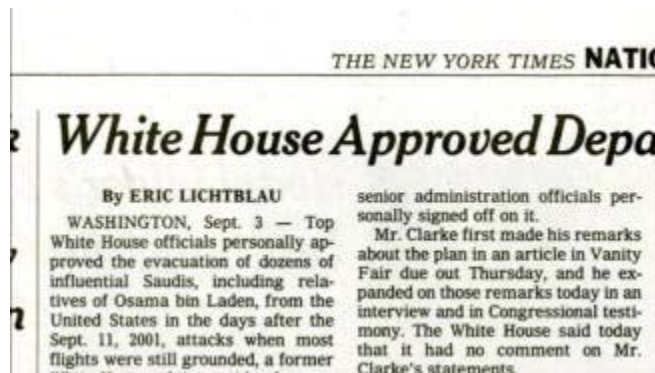 THE NEW YORK TIMES NATIO
White House Approved Depa
By ERIC LICHTBLAU
WASHINGTON, Sept. 3 — Top
White House officials personally ap-
proved the evacuation of dozens of
influential Saudis, including rela-
tives of Osama bin Laden, from the
United States in the days after the
Sept. 11, 2001, attacks when most
flights were still grounded, a former
senior administration officials per-
sonally signed off on it.
Mr. Clarke first made his remarks
about the plan in an article in Vanity
Fair due out Thursday, and he ex-
panded on those remarks today in an
interview and in Congressional testi-
mony. The White House said today
that it had no comment on Mr.
Clarke's statements.